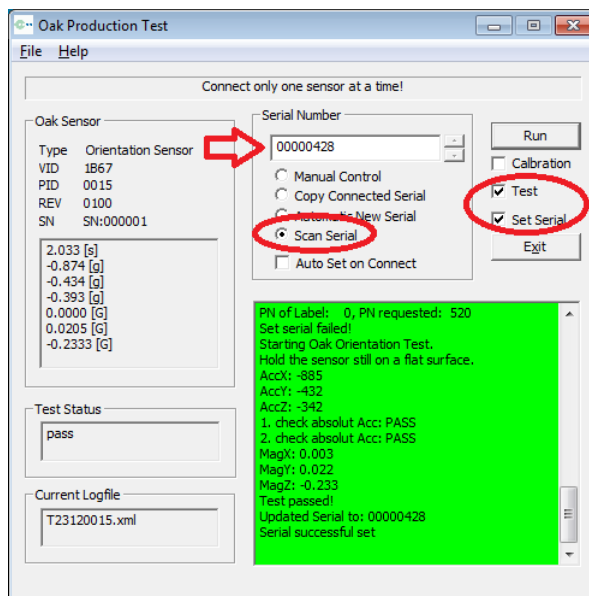 Oak Production Test
File Help
Connect only one sensor at a time!
Oak Sensor
Type Orientation Sensor
VID 1B67
PID 0015
REV 0100
SN SN:000001
2.033 [s]
-0.874 [g]
-0.434 [g]
-0.393 [g]
0.0000 [G]
0.0205 [G]
-0.2333 [G]
Test Status
pass
Current Logfile
T23120015.xml
Serial Number
00000428
Manual Control
Copy Connected Serial
Automatic New Serial
Scan Serial
Auto Set on Connect
Run
Calbration
Test
Set Serial
Exit
PN of Label: 0, PN requested: 520
Set serial failed!
Starting Oak Orientation Test.
Hold the sensor still on a flat surface.
AccX: -885
AccY: -432
AccZ: -342
1. check absolut Acc: PASS
2. check absolut Acc: PASS
MagX: 0.003
MagY: 0.022
MagZ: -0.233
Test passed!
Updated Serial to: 00000428
Serial successful set